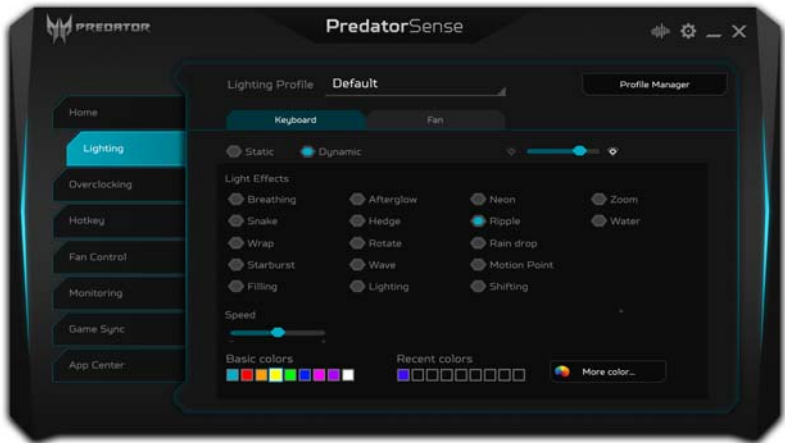 PREDATOR
PredatorSense
Lighting Profile Default
Profile Manager
Home
Lighting
Overclocking
Hotkey
Fan Control
Monitoring
Game Sync
App Center
Keyboard Fan
Static Dynamic
Light Effects
Breathing Afterglow Neon Zoom
Snake Hedge Ripple Water
Wrap Rotate Rain drop
Starburst Wave Motion Point
Filling Lighting Shifting
Speed
- +
Basic colors Recent colors
More color...